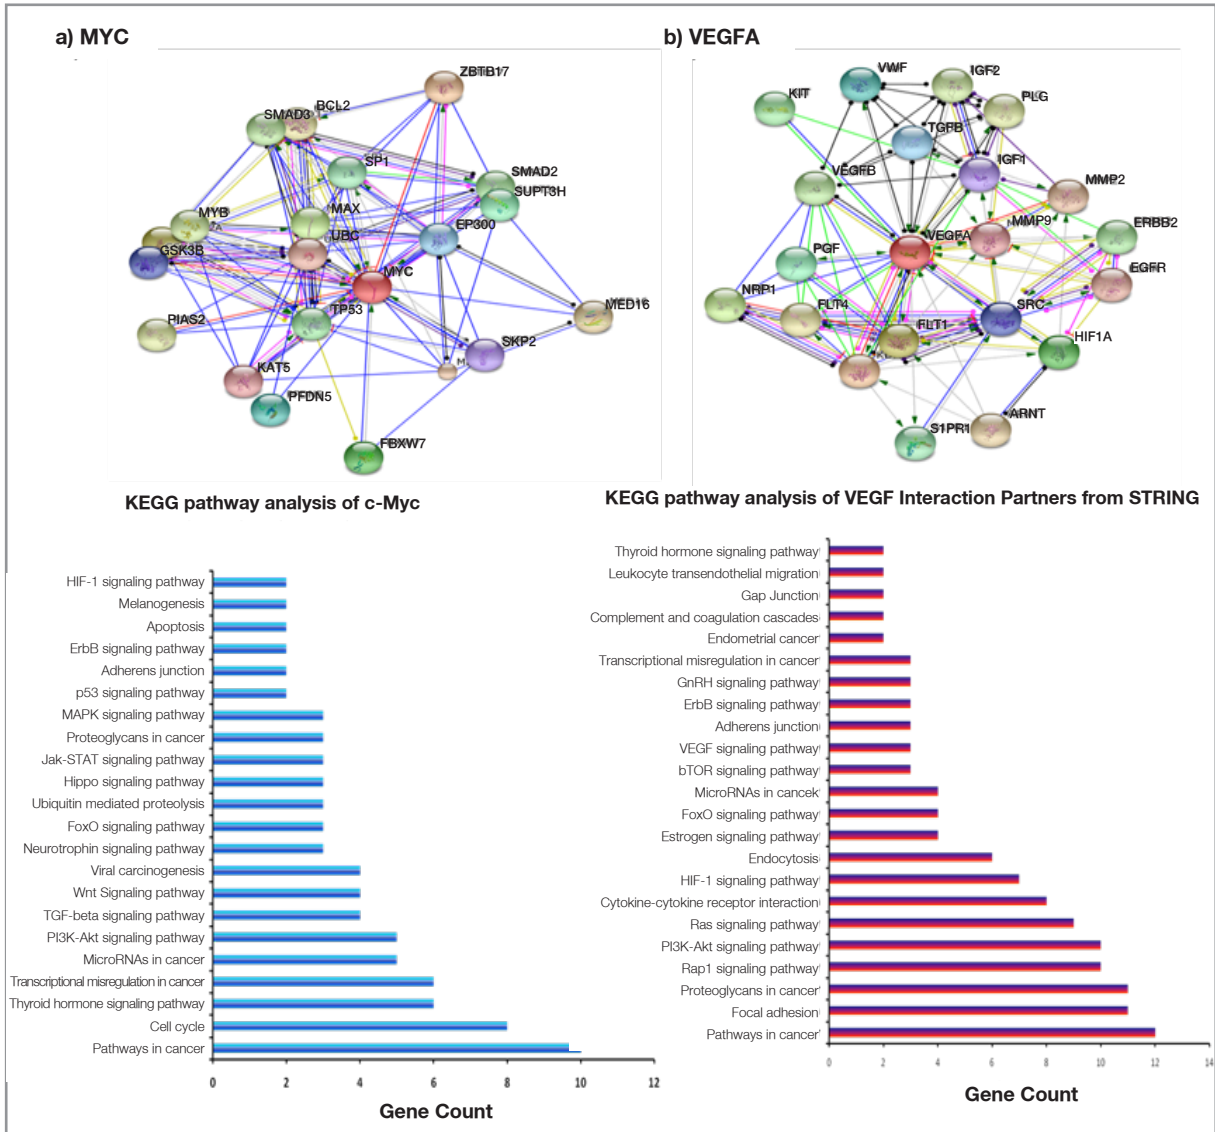 a) MYC
ZBTB17
BCL2
SMAD3
SP1
SMAD2
SUPT3H
MYB
MAX
EP300
UBC
GSK3B
MYC
MED16
TP53
PIAS2
SKP2
KAT5
PFDN5
FBXW7
KEGG pathway analysis of c-Myc
HIF-1 signaling pathway
Melanogenesis
Apoptosis
ErbB signaling pathway
Adherens junction
p53 signaling pathway
MAPK signaling pathway
Proteoglycans in cancer
Jak-STAT signaling pathway
Hippo signaling pathway
Ubiquitin mediated proteolysis
FoxO signaling pathway
Neurotrophin signaling pathway
Viral carcinogenesis
Wnt Signaling pathway
TGF-beta signaling pathway
PI3K-Akt signaling pathway
MicroRNAs in cancer
Transcriptional misregulation in cancer
Thyroid hormone signaling pathway
Cell cycle
Pathways in cancer
0 2 4 6 8 10 12
Gene Count
b) VEGFA
VWF
IGF2
KIT
PLG
TGFB
IGF1
VEGFB
MMP2
MMP9
ERBB2
VEGFA
PGF
EGFR
NRP1
FLT4
SRC
FLT1
HIF1A
S1PR1
ARNT
KEGG pathway analysis of VEGF Interaction Partners from STRING
Thyroid hormone signaling pathway
Leukocyte transendothelial migration
Gap Junction
Complement and coagulation cascades
Endometrial cancer
Transcriptional misregulation in cancer
GnRH signaling pathway
ErbB signaling pathway
Adherens junction
VEGF signaling pathway
bTOR signaling pathway
MicroRNAs in cancek
FoxO signaling pathway
Estrogen signaling pathway
Endocytosis
HIF-1 signaling pathway
Cytokine-cytokine receptor interaction
Ras signaling pathway
PI3K-Akt signaling pathway
Rap1 signaling pathway
Proteoglycans in cancer
Focal adhesion
Pathways in cancer
0 2 4 6 8 10 12 14
Gene Count